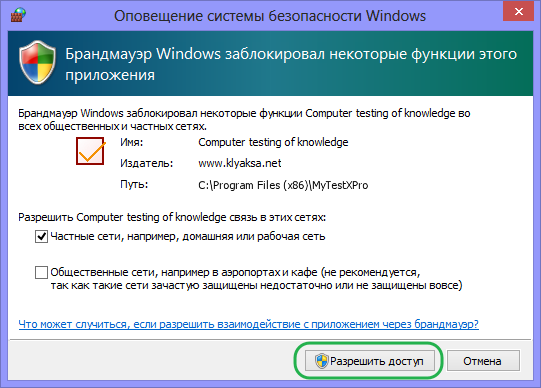 Оповещение системы безопасности Windows
Брандмауэр Windows заблокировал некоторые функции этого
приложения
Брандмауэр Windows заблокировал некоторые функции Computer testing of knowledge во
всех общественных и частных сетях.
Имя: Computer testing of knowledge
Издатель: www.klyaksa.net
Путь: C:\Program Files (x86)\MyTestXPro
Разрешить Computer testing of knowledge связь в этих сетях:
Частные сети, например, домашняя или рабочая сеть
Общественные сети, например в аэропортах и кафе (не рекомендуется,
так как такие сети зачастую защищены недостаточно или не защищены вовсе)
Что может случиться, если разрешить взаимодействие с приложением через брандмауэр?
Разрешить доступ Отмена